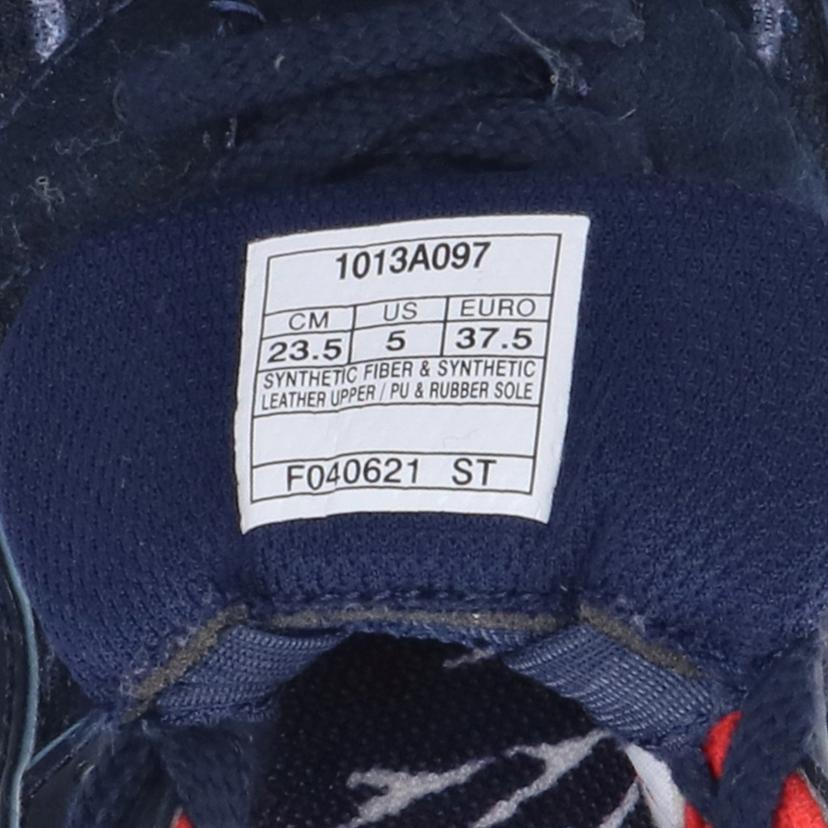 1013A097
CM US EURO
23.5 5 37.5
SYNTHETIC FIBER & SYNTHETIC
LEATHER UPPER / PU & RUBBER SOLE
F040621 ST